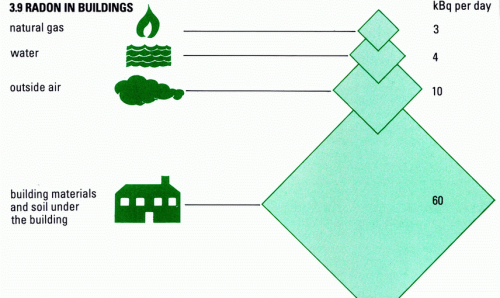 3.9 RADON IN BUILDINGS
kBq per day
natural gas
3
water
4
outside air
10
building materials
and soil under
the building
60